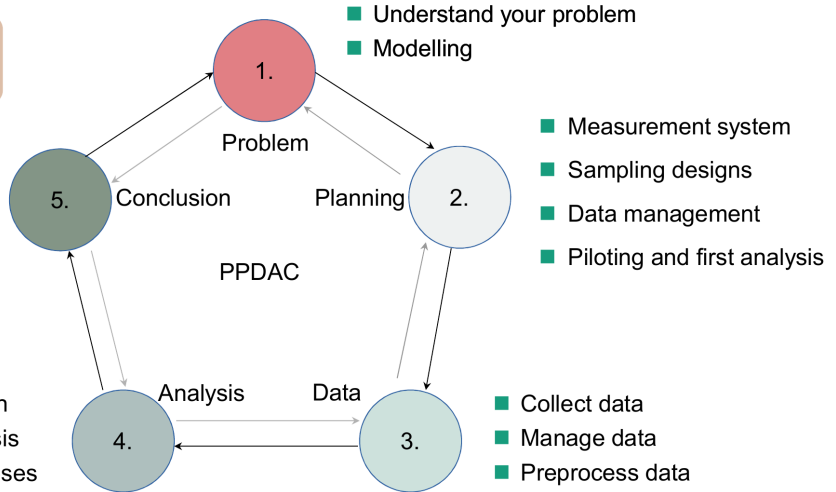 Understand your problem
Modelling
1.
Problem
Measurement system
Sampling designs
Data management
Piloting and first analysis
5.
Conclusion
Planning
2.
PPDAC
Analysis
Data
4.
3.
Collect data
Manage data
Preprocess data